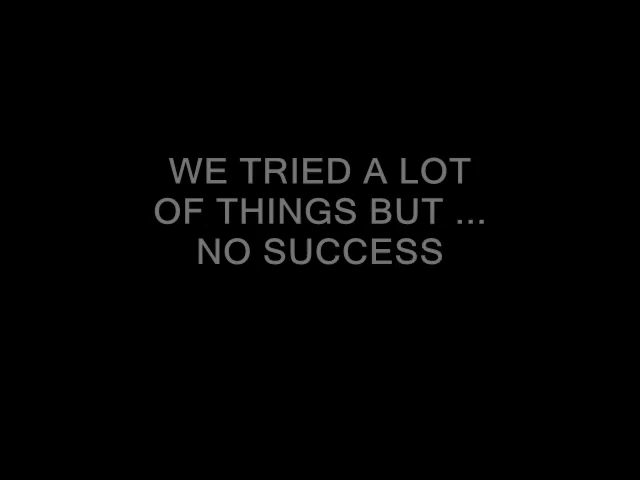 WE TRIED A LOT
OF THINGS BUT ...
NO SUCCESS